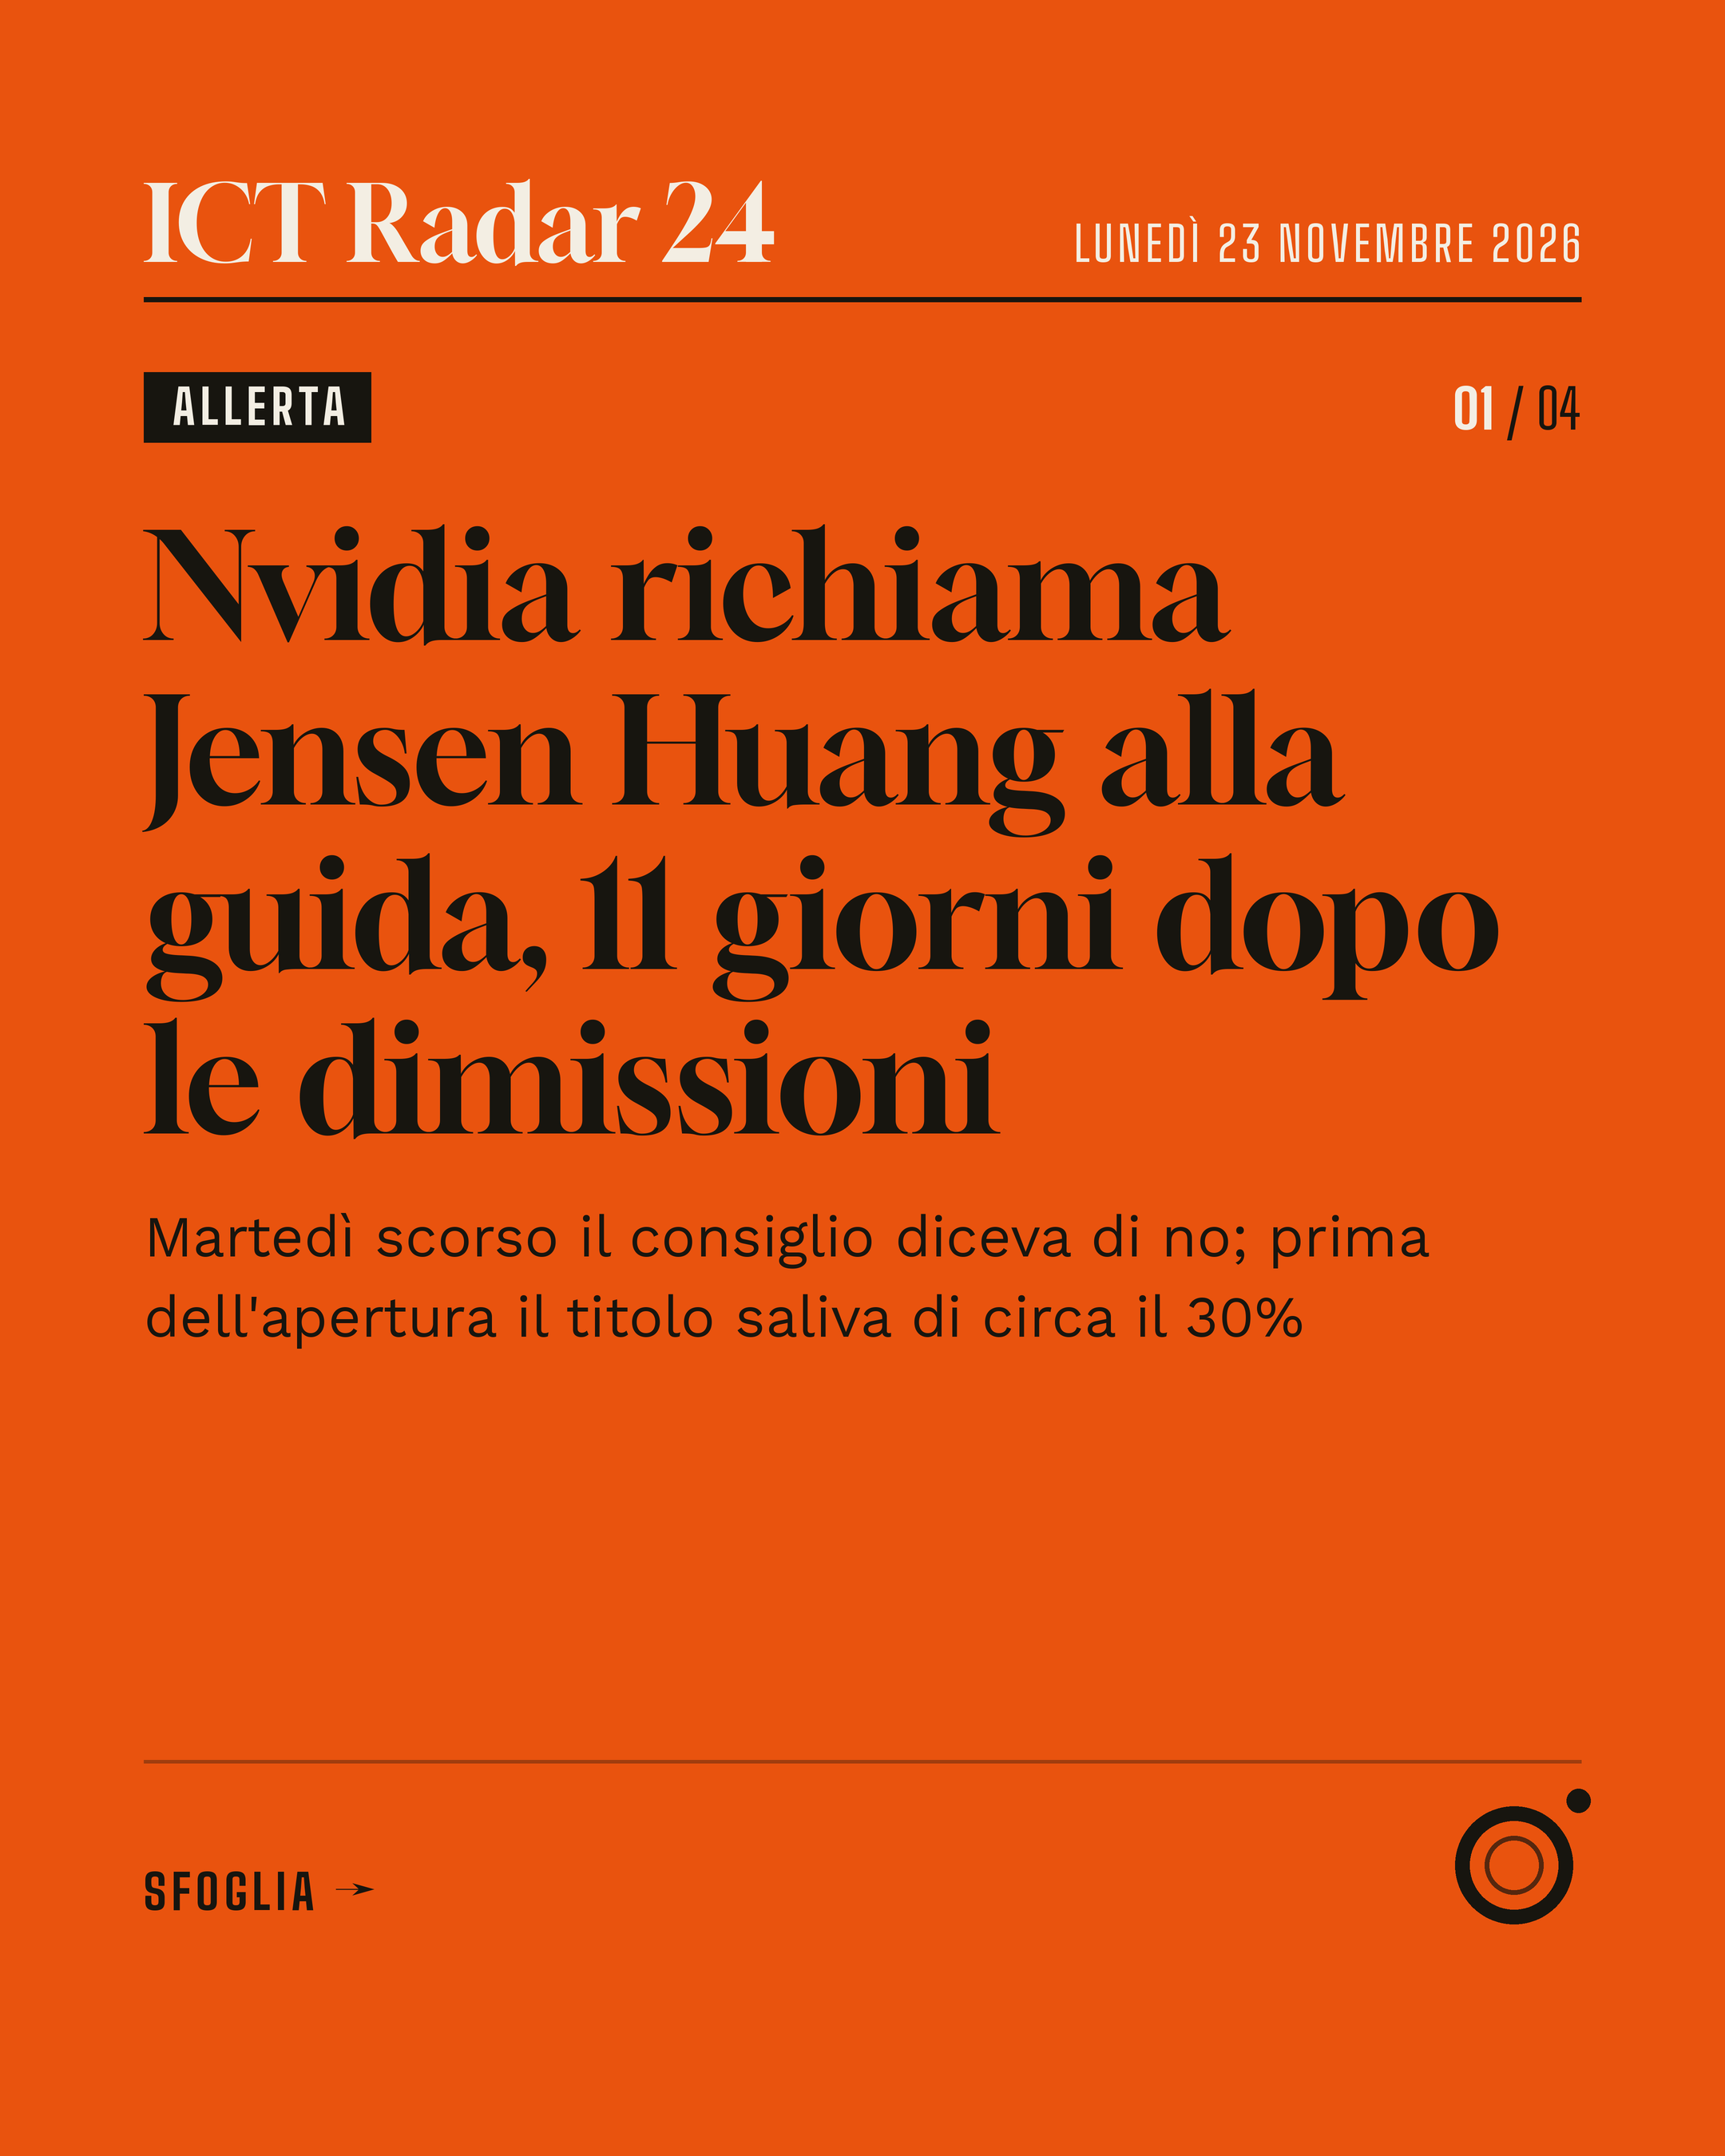 ICT Radar 24
LUNEDÌ 23 NOVEMBRE 2026
ALLERTA
01 / 04
Nvidia richiama
Jensen Huang alla
guida, 11 giorni dopo
le dimissioni
Martedì scorso il consiglio diceva di no; prima
dell'apertura il titolo saliva di circa il 30%
SFOGLIA →